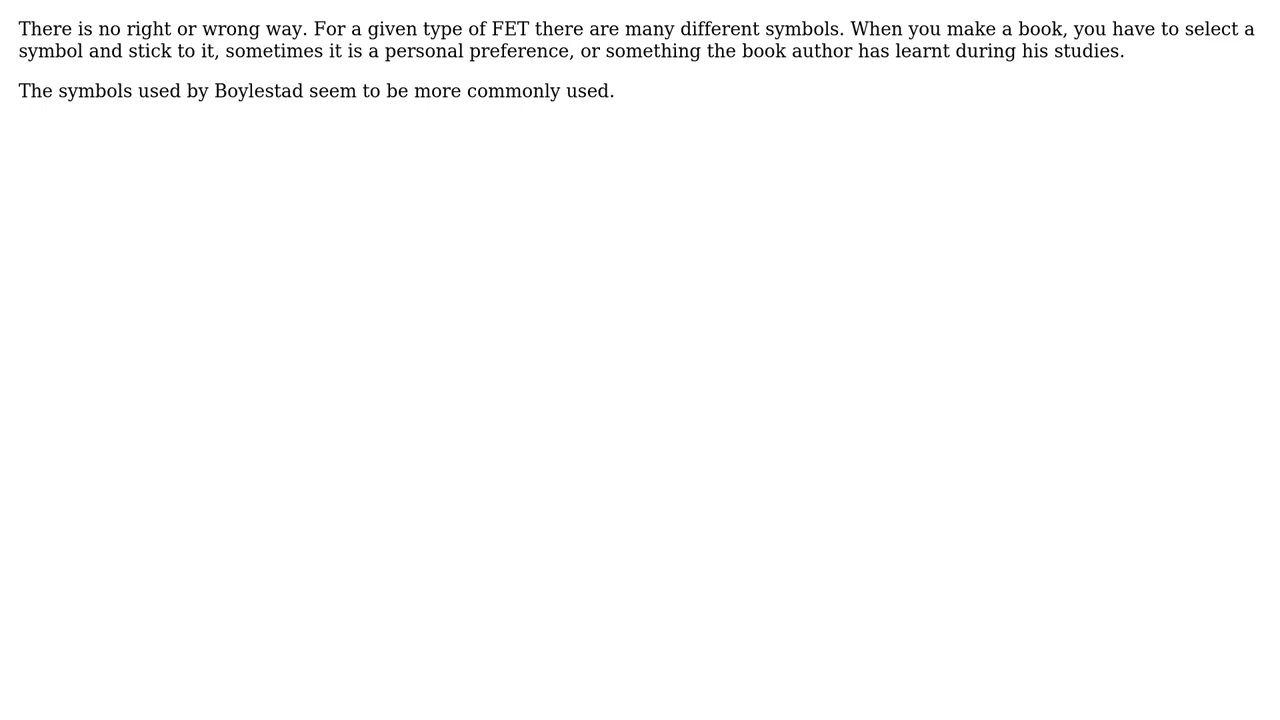 There is no right or wrong way. For a given type of FET there are many different symbols. When you make a book, you have to select a
symbol and stick to it, sometimes it is a personal preference, or something the book author has learnt during his studies.
The symbols used by Boylestad seem to be more commonly used.